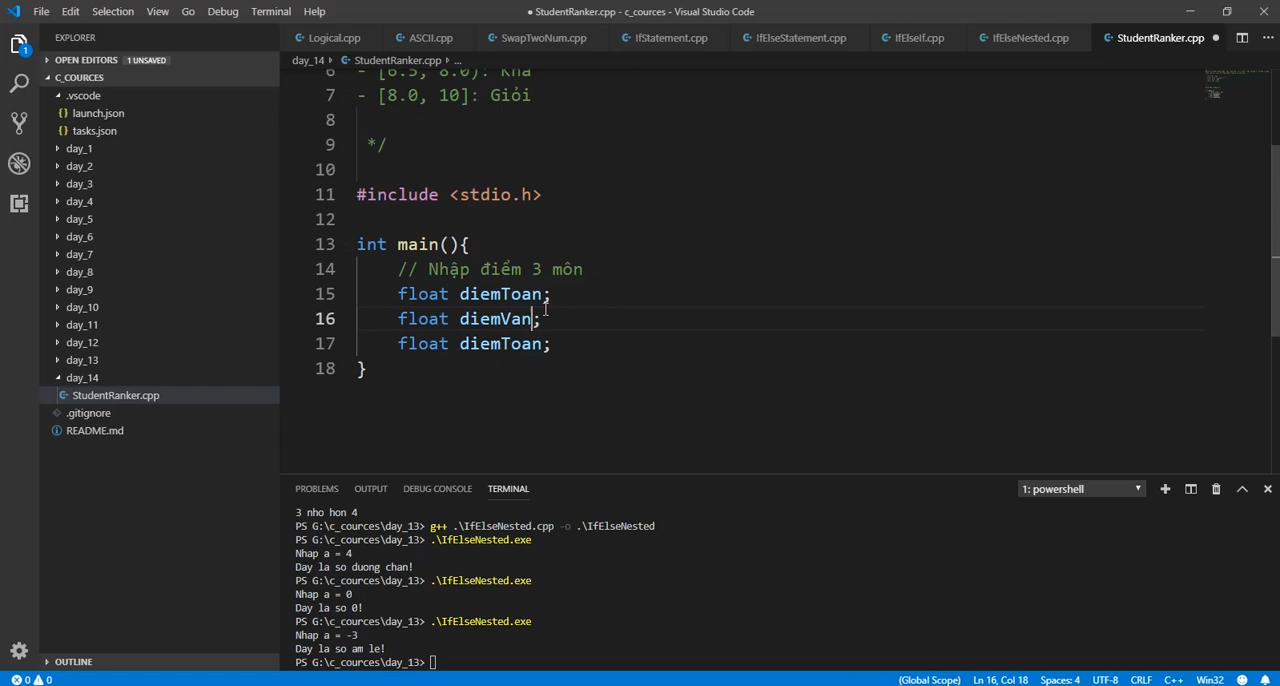 File Edit Selection View Go Debug Terminal Help
● StudentRanker.cpp - c_cources - Visual Studio Code
EXPLORER
Logical.cpp ASCII.cpp SwapTwoNum.cpp IfStatement.cpp IfElseStatement.cpp IfElseIf.cpp IfElseNested.cpp StudentRanker.cpp ●
OPEN EDITORS 1 UNSAVED
day_14 StudentRanker.cpp ...
C_COURCES
.vscode
launch.json
tasks.json
day_1
day_2
day_3
day_4
day_5
day_6
day_7
day_8
day_9
day_10
day_11
day_12
day_13
day_14
StudentRanker.cpp
.gitignore
README.md
OUTLINE
6 - [6.5, 8.0): Khá
7 - [8.0, 10]: Giỏi
8
9 */
10
11 #include <stdio.h>
12
13 int main(){
14 // Nhập điểm 3 môn
15 float diemToan;
16 float diemVan;
17 float diemToan;
18 }
PROBLEMS OUTPUT DEBUG CONSOLE TERMINAL 1: powershell
3 nho hon 4
PS G:\c_cources\day_13> g++ .\IfElseNested.cpp -o .\IfElseNested
PS G:\c_cources\day_13> .\IfElseNested.exe
Nhap a = 4
Day la so duong chan!
PS G:\c_cources\day_13> .\IfElseNested.exe
Nhap a = 0
Day la so 0!
PS G:\c_cources\day_13> .\IfElseNested.exe
Nhap a = -3
Day la so am le!
PS G:\c_cources\day_13>
0 0 (Global Scope) Ln 16, Col 18 Spaces: 4 UTF-8 CRLF C++ Win32